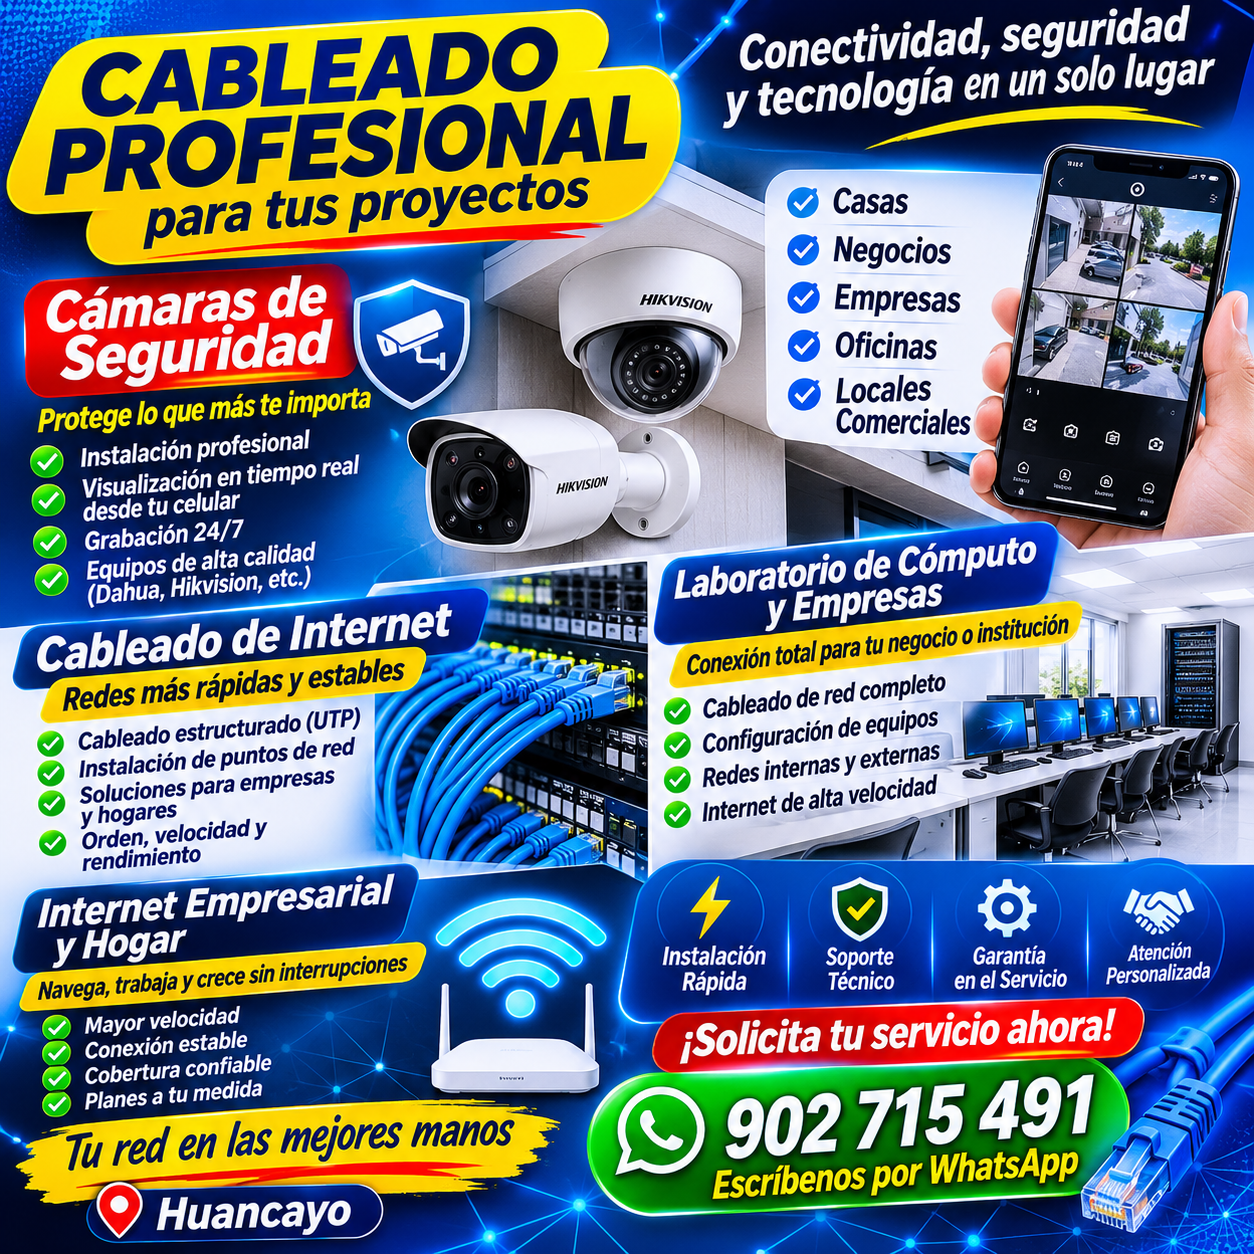 CABLEADO
PROFESIONAL
para tus proyectos
Conectividad, seguridad
y tecnología en un solo lugar
Casas
Negocios
Empresas
Oficinas
Locales
Comerciales
Cámaras de
Seguridad
Protege lo que más te importa
Instalación profesional
Visualización en tiempo real
desde tu celular
Grabación 24/7
Equipos de alta calidad
(Dahua, Hikvision, etc.)
HIKVISION
HIKVISION
Cableado de Internet
Redes más rápidas y estables
Cableado estructurado (UTP)
Instalación de puntos de red
Soluciones para empresas
y hogares
Orden, velocidad y
rendimiento
Laboratorio de Cómputo
y Empresas
Conexión total para tu negocio o institución
Cableado de red completo
Configuración de equipos
Redes internas y externas
Internet de alta velocidad
Internet Empresarial
y Hogar
Navega, trabaja y crece sin interrupciones
Mayor velocidad
Conexión estable
Cobertura confiable
Planes a tu medida
Instalación
Rápida
Soporte
Técnico
Garantía
en el Servicio
Atención
Personalizada
¡Solicita tu servicio ahora!
902 715 491
Escríbenos por WhatsApp
Tu red en las mejores manos
Huancayo